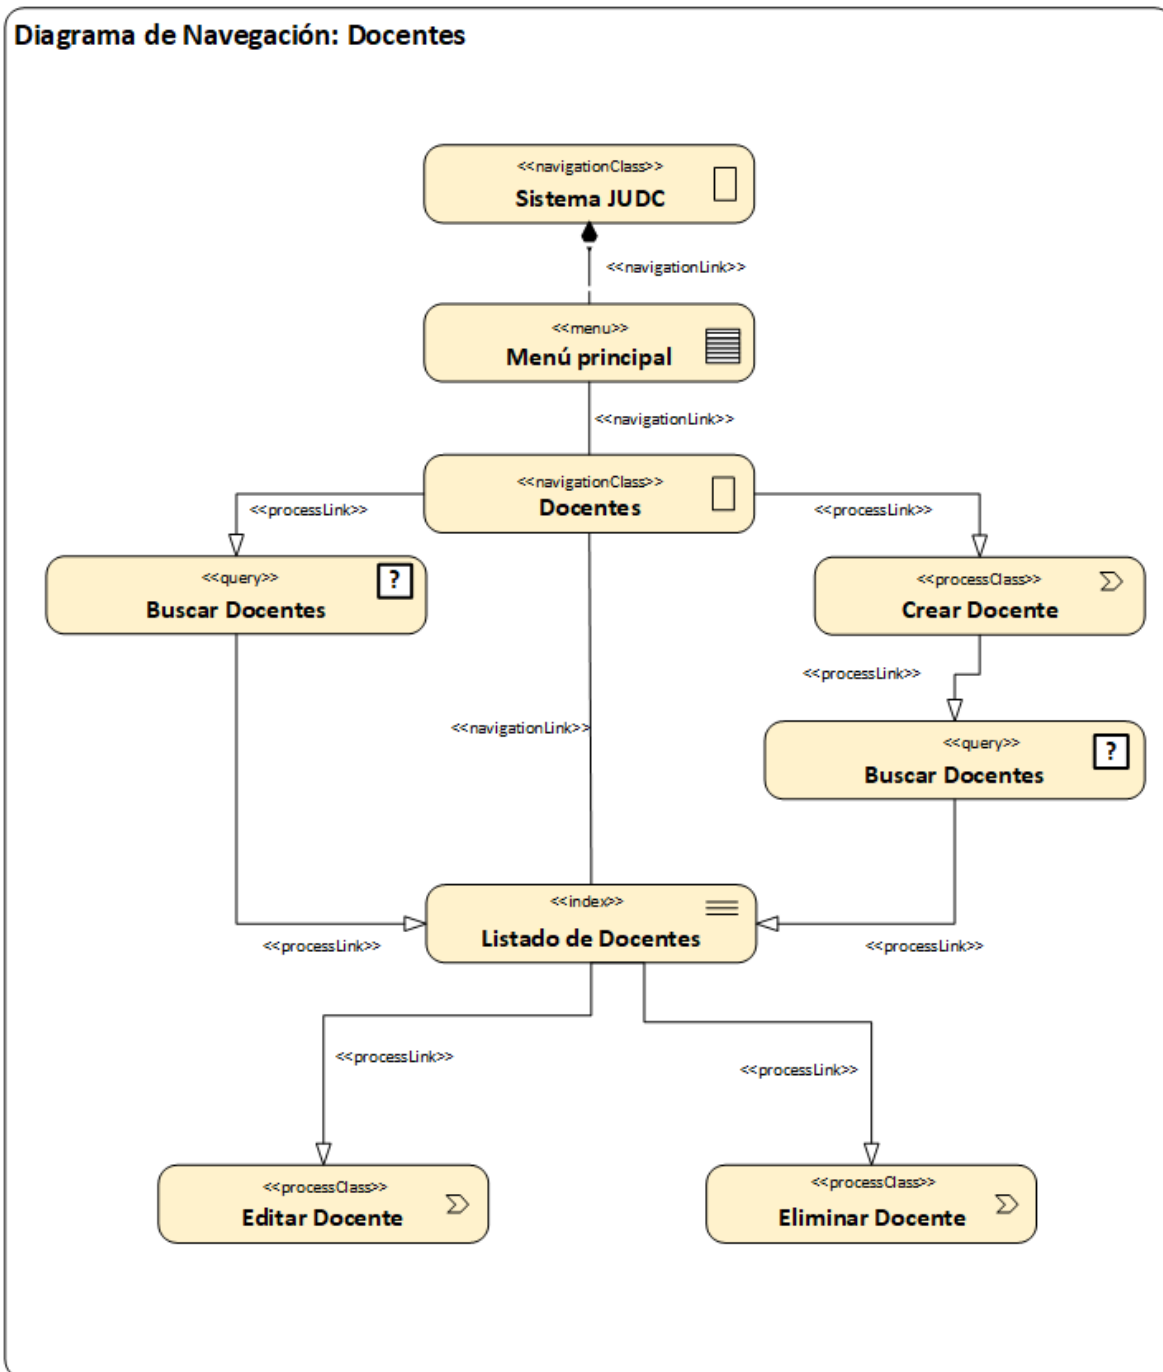 Diagrama de Navegación: Docentes
<<navigationClass>>
Sistema JUDC
<<navigationLink>>
<<menu>>
Menú principal
<<navigationLink>>
<<navigationClass>>
Docentes
<<processLink>>
<<processLink>>
<<query>>
?
Buscar Docentes
<<processClass>>
Crear Docente
<<processLink>>
<<navigationLink>>
<<query>>
?
Buscar Docentes
<<index>>
Listado de Docentes
<<processLink>>
<<processLink>>
<<processLink>>
<<processLink>>
<<processClass>>
Editar Docente
<<processClass>>
Eliminar Docente